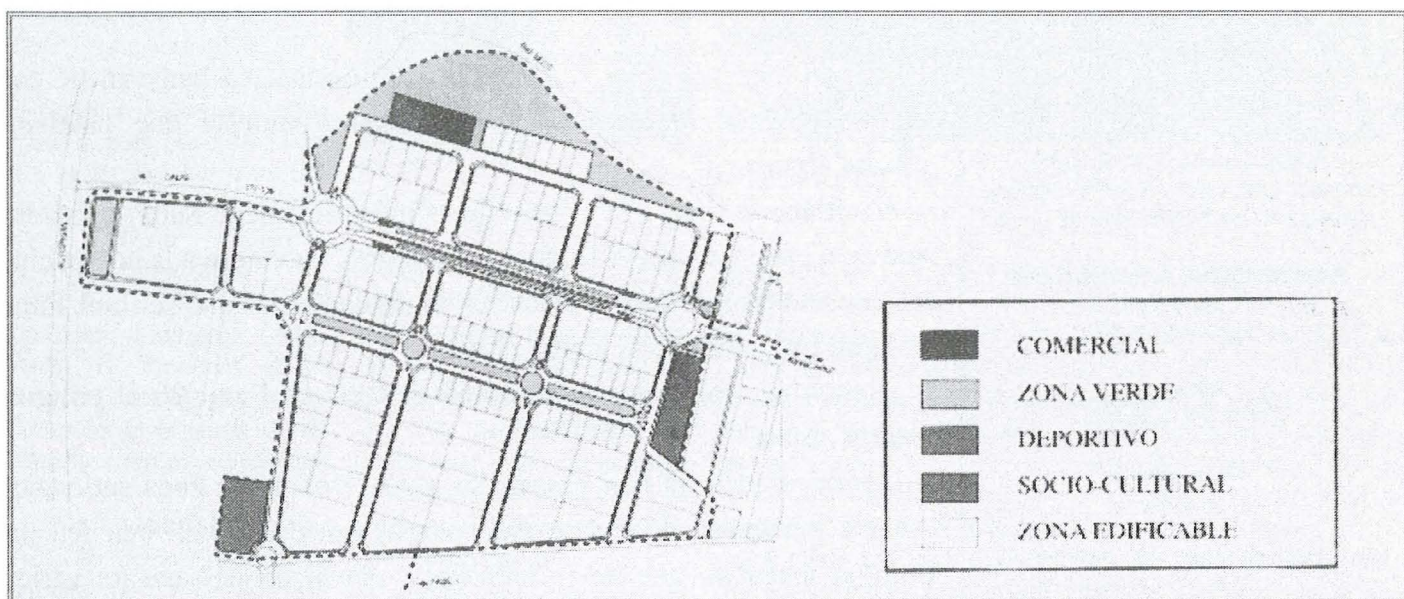 COMERCIAL
ZONA VERDE
DEPORTIVO
SOCIO-CULTURAL
ZONA EDIFICABLE